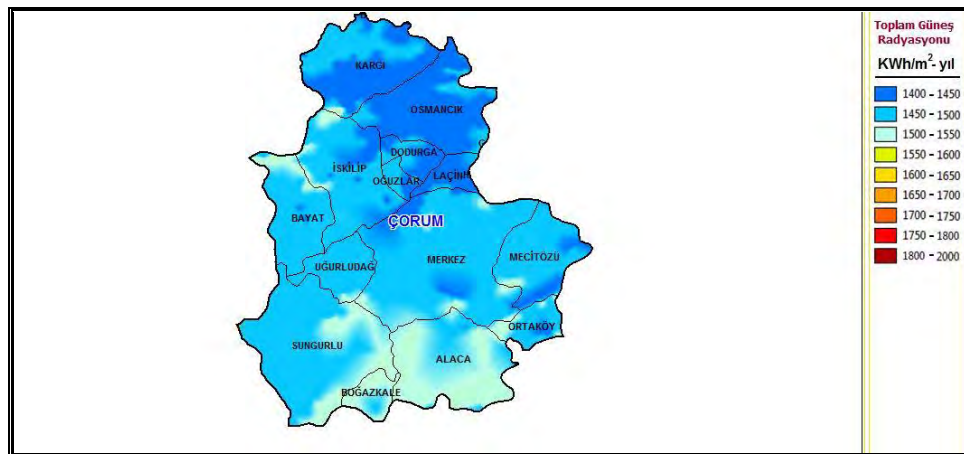 KARGI
OSMANCIK
DODURGA
İSKİLİP
OĞUZLAR
LAÇİN
BAYAT
ÇORUM
UĞURLUDAĞ
MERKEZ
MECİTÖZÜ
SUNGURLU
ORTAKÖY
ALACA
BOĞAZKALE
Toplam Güneş
Radyasyonu
KWh/m²- yıl
1400 - 1450
1450 - 1500
1500 - 1550
1550 - 1600
1600 - 1650
1650 - 1700
1700 - 1750
1750 - 1800
1800 - 2000